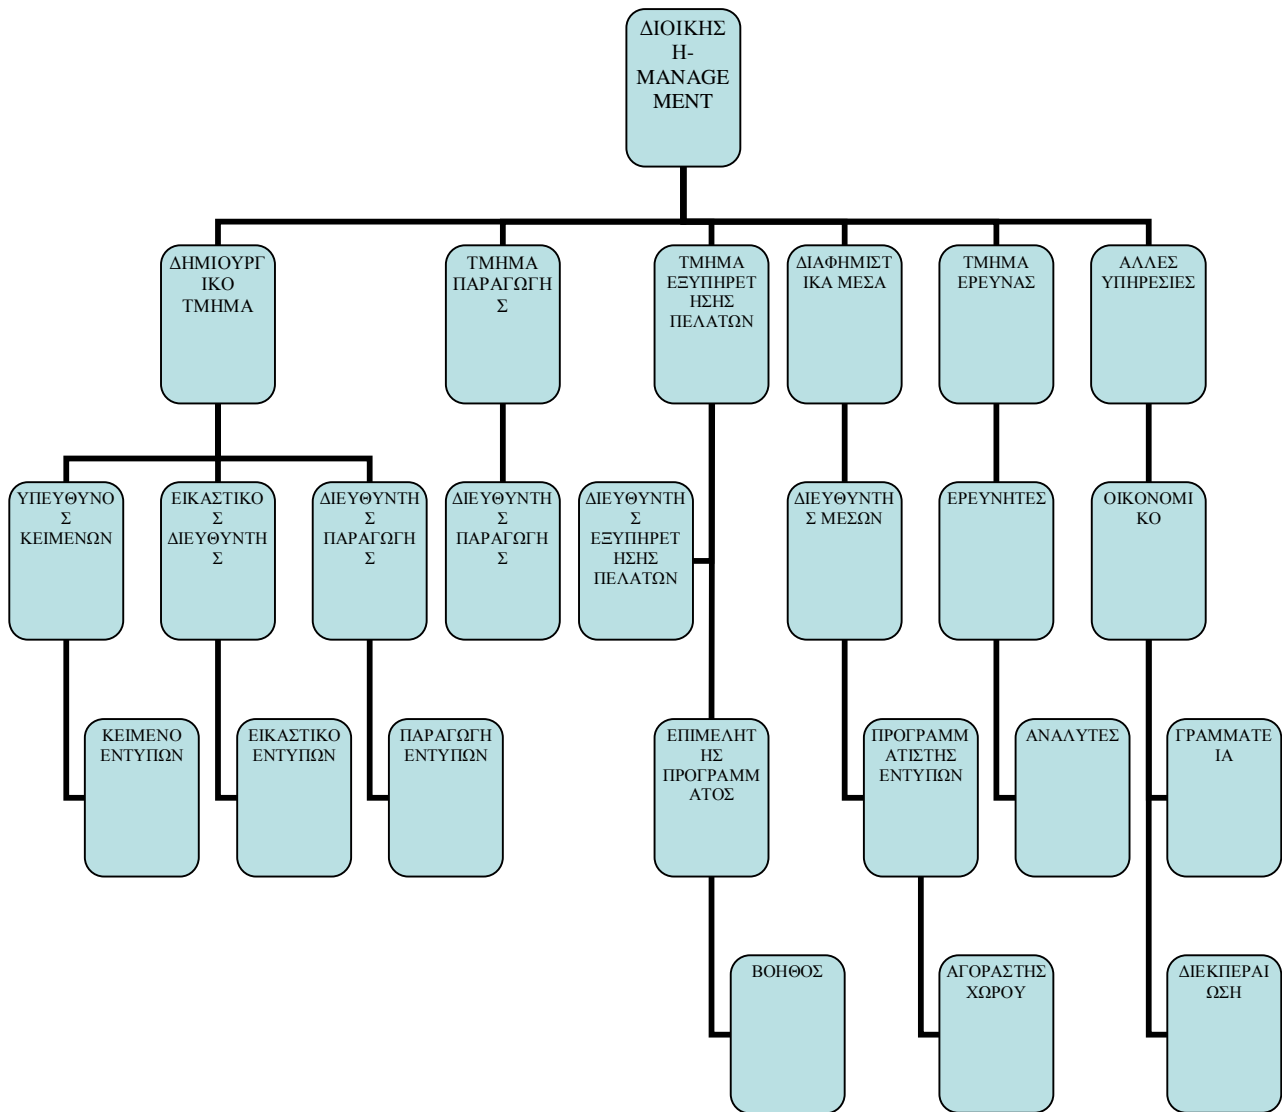 ΔΙΟΙΚΗΣ
Η-
MANAGE
MENT
ΔΗΜΙΟΥΡΓ
ΙΚΟ
ΤΜΗΜΑ
ΤΜΗΜΑ
ΠΑΡΑΓΩΓΗ
Σ
ΤΜΗΜΑ
ΕΞΥΠΗΡΕΤ
ΗΣΗΣ
ΠΕΛΑΤΩΝ
ΔΙΑΦΗΜΙΣΤ
ΙΚΑ ΜΕΣΑ
ΤΜΗΜΑ
ΕΡΕΥΝΑΣ
ΑΛΛΕΣ
ΥΠΗΡΕΣΙΕΣ
ΥΠΕΥΘΥΝΟ
Σ
ΚΕΙΜΕΝΩΝ
ΕΙΚΑΣΤΙΚΟ
Σ
ΔΙΕΥΘΥΝΤΗ
Σ
ΔΙΕΥΘΥΝΤΗ
Σ
ΠΑΡΑΓΩΓΗ
Σ
ΔΙΕΥΘΥΝΤΗ
Σ
ΠΑΡΑΓΩΓΗ
Σ
ΔΙΕΥΘΥΝΤΗ
Σ
ΕΞΥΠΗΡΕΤ
ΗΣΗΣ
ΠΕΛΑΤΩΝ
ΔΙΕΥΘΥΝΤΗ
Σ ΜΕΣΩΝ
ΕΡΕΥΝΗΤΕΣ
ΟΙΚΟΝΟΜΙ
ΚΟ
ΚΕΙΜΕΝΟ
ΕΝΤΥΠΩΝ
ΕΙΚΑΣΤΙΚΟ
ΕΝΤΥΠΩΝ
ΠΑΡΑΓΩΓΗ
ΕΝΤΥΠΩΝ
ΕΠΙΜΕΛΗΤ
ΗΣ
ΠΡΟΓΡΑΜΜ
ΑΤΟΣ
ΠΡΟΓΡΑΜΜ
ΑΤΙΣΤΗΣ
ΕΝΤΥΠΩΝ
ΑΝΑΛΥΤΕΣ
ΓΡΑΜΜΑΤΕ
ΙΑ
ΒΟΗΘΟΣ
ΑΓΟΡΑΣΤΗΣ
ΧΩΡΟΥ
ΔΙΕΚΠΕΡΑΙ
ΩΣΗ